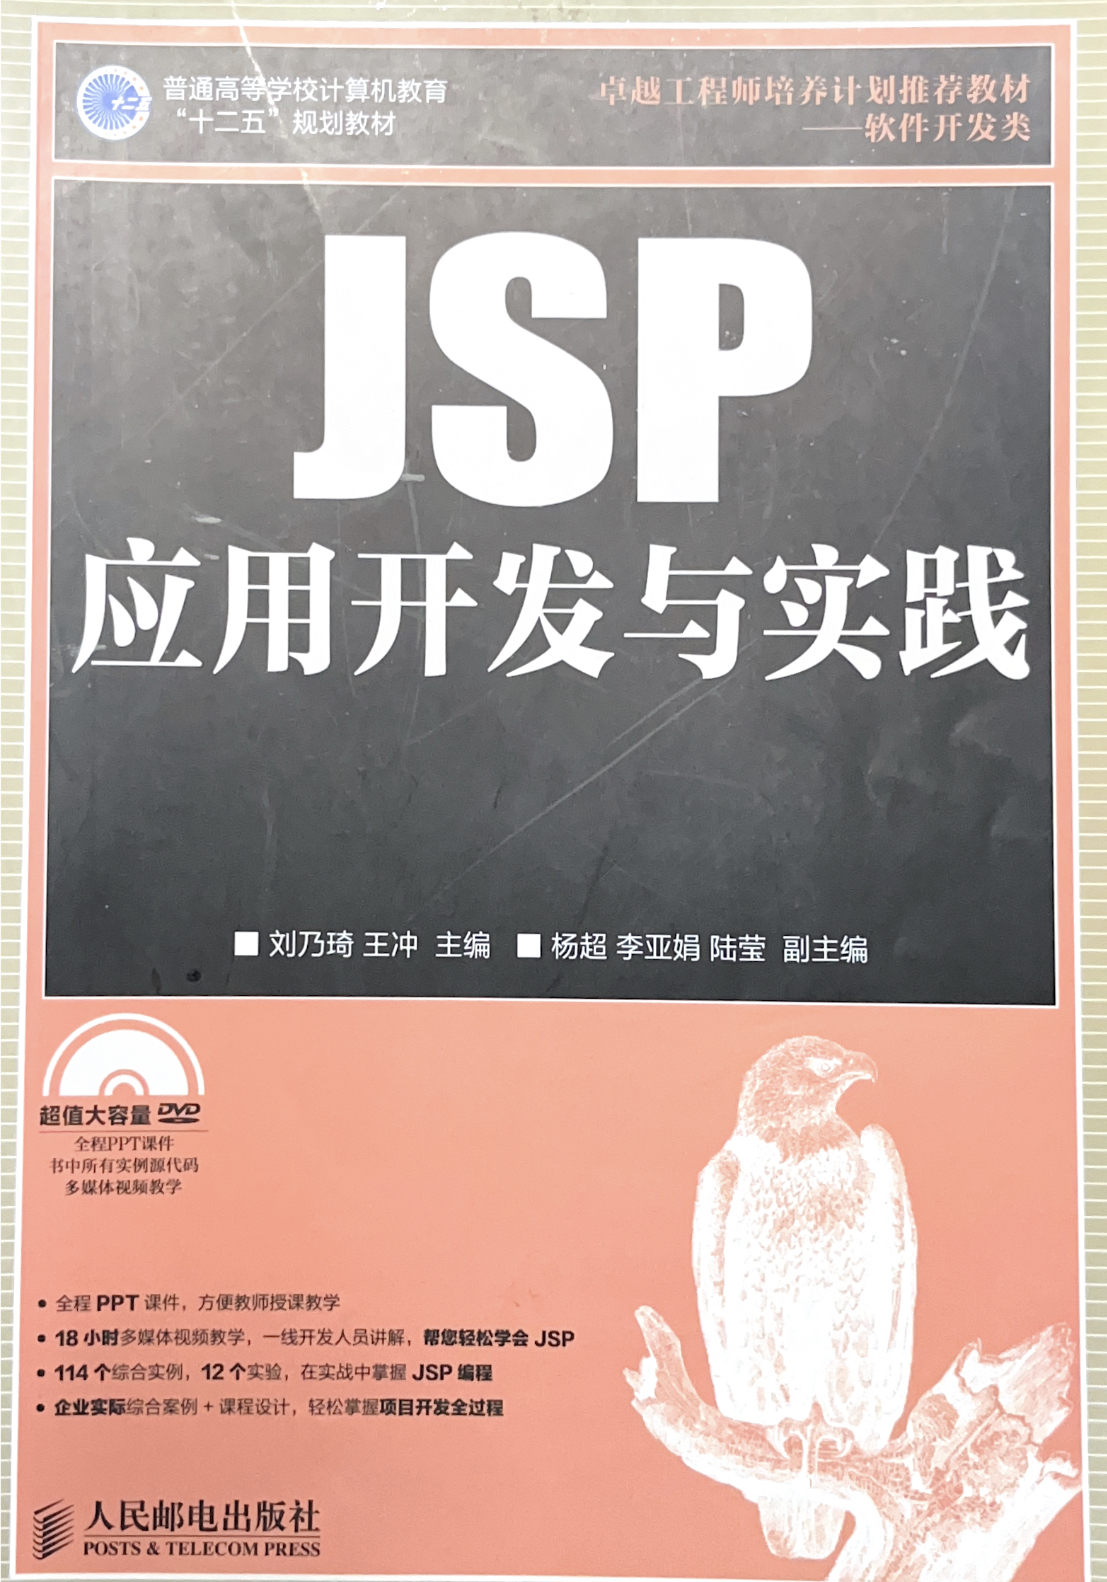 十二五
普通高等学校计算机教育
“十二五”规划教材
卓越工程师培养计划推荐教材
——软件开发类
JSP
应用开发与实践
■ 刘乃琦 王冲 主编 ■ 杨超 李亚娟 陆莹 副主编
超值大容量 DVD
全程PPT课件
书中所有实例源代码
多媒体视频教学
• 全程 PPT 课件，方便教师授课教学
• 18 小时多媒体视频教学，一线开发人员讲解，帮您轻松学会 JSP
• 114 个综合实例，12 个实验，在实战中掌握 JSP 编程
• 企业实际综合案例 + 课程设计，轻松掌握项目开发全过程
人民邮电出版社
POSTS & TELECOM PRESS